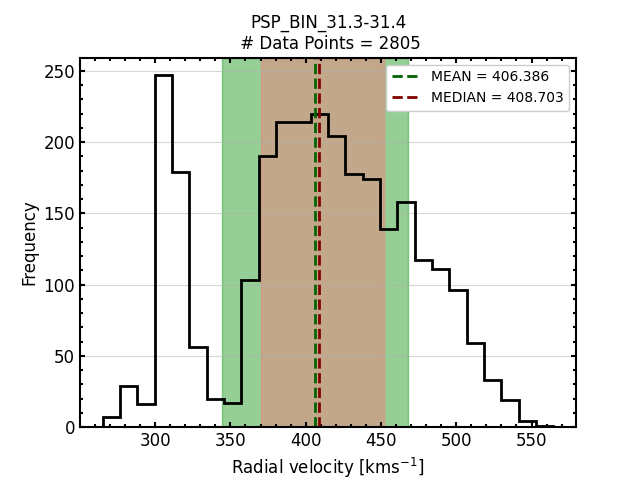 PSP_BIN_31.3-31.4
# Data Points = 2805
MEAN = 406.386
MEDIAN = 408.703
250
200
150
100
50
0
Frequency
300
350
400
450
500
550
Radial velocity [kms⁻¹]